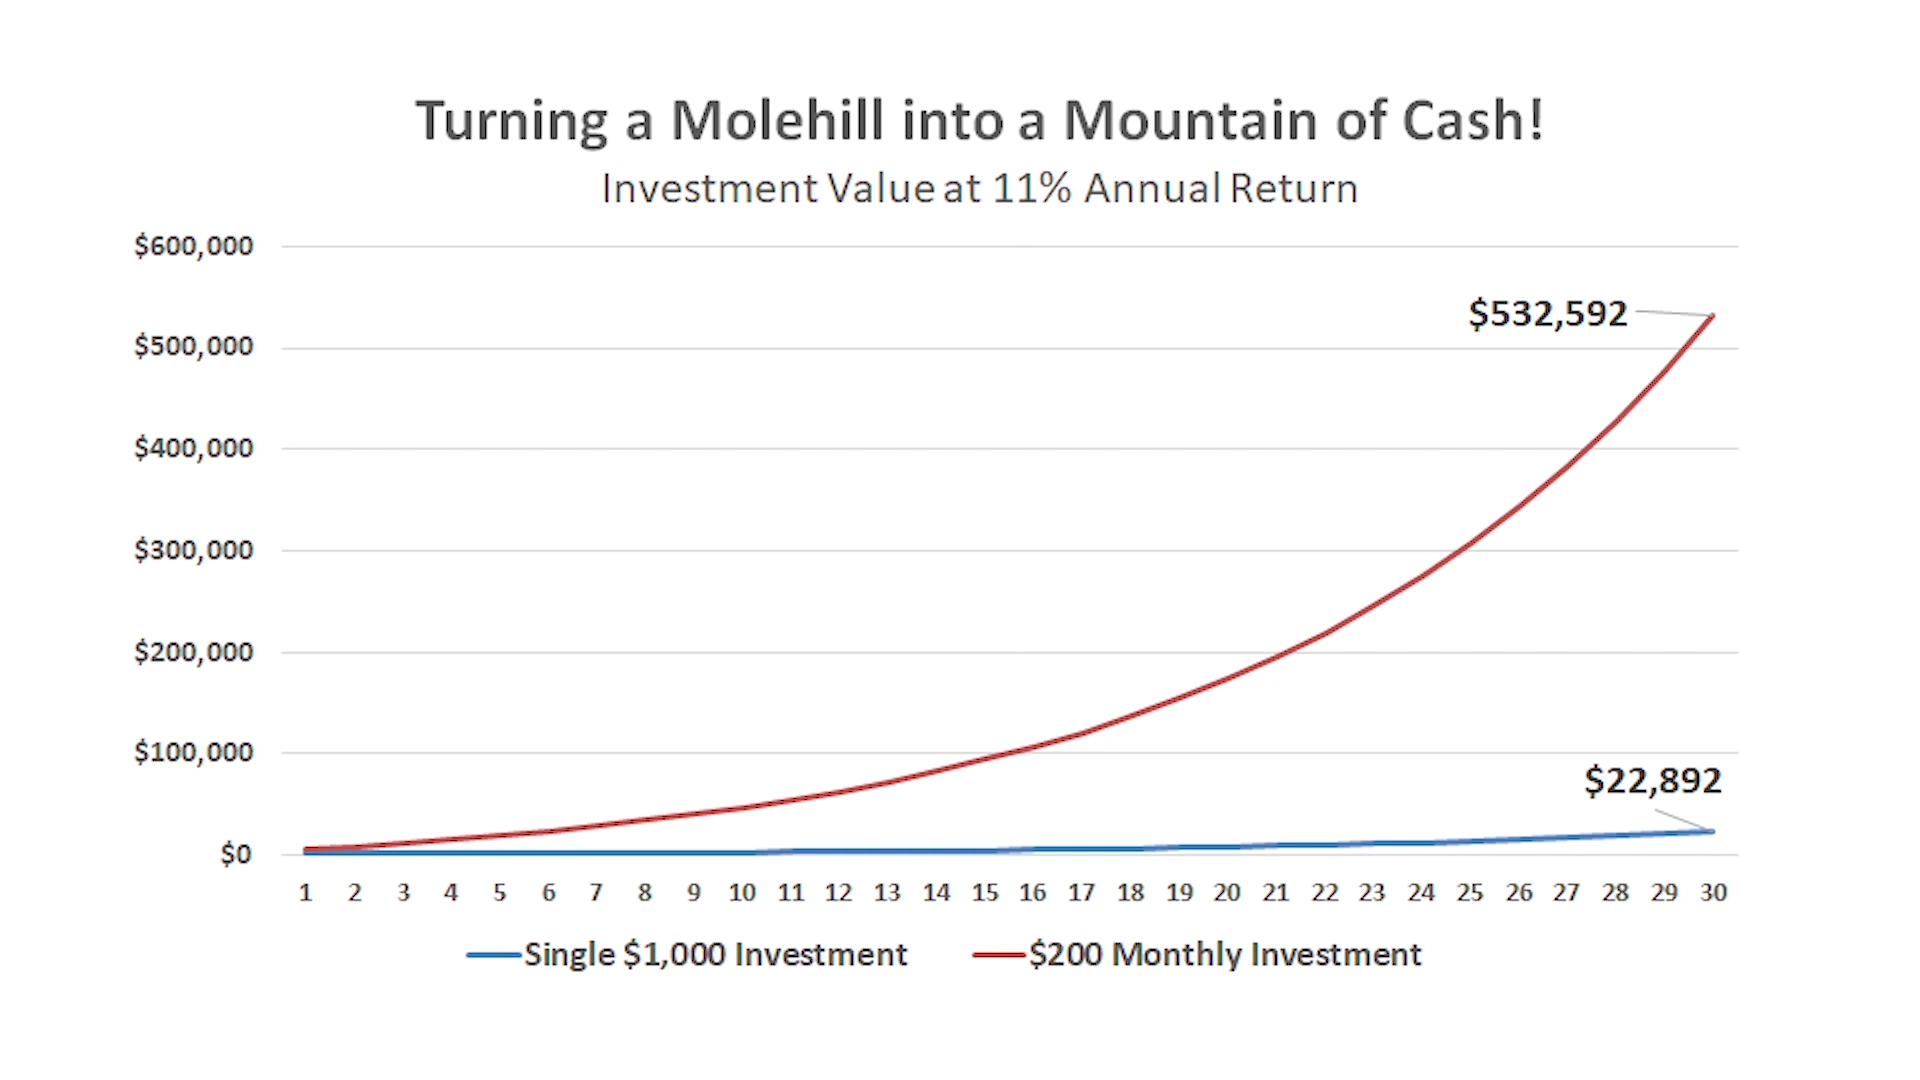 Turning a Molehill into a Mountain of Cash!
Investment Value at 11% Annual Return
$600,000
$532,592
$500,000
$400,000
$300,000
$200,000
$100,000
$22,892
$0
1 2 3 4 5 6 7 8 9 10 11 12 13 14 15 16 17 18 19 20 21 22 23 24 25 26 27 28 29 30
Single $1,000 Investment $200 Monthly Investment